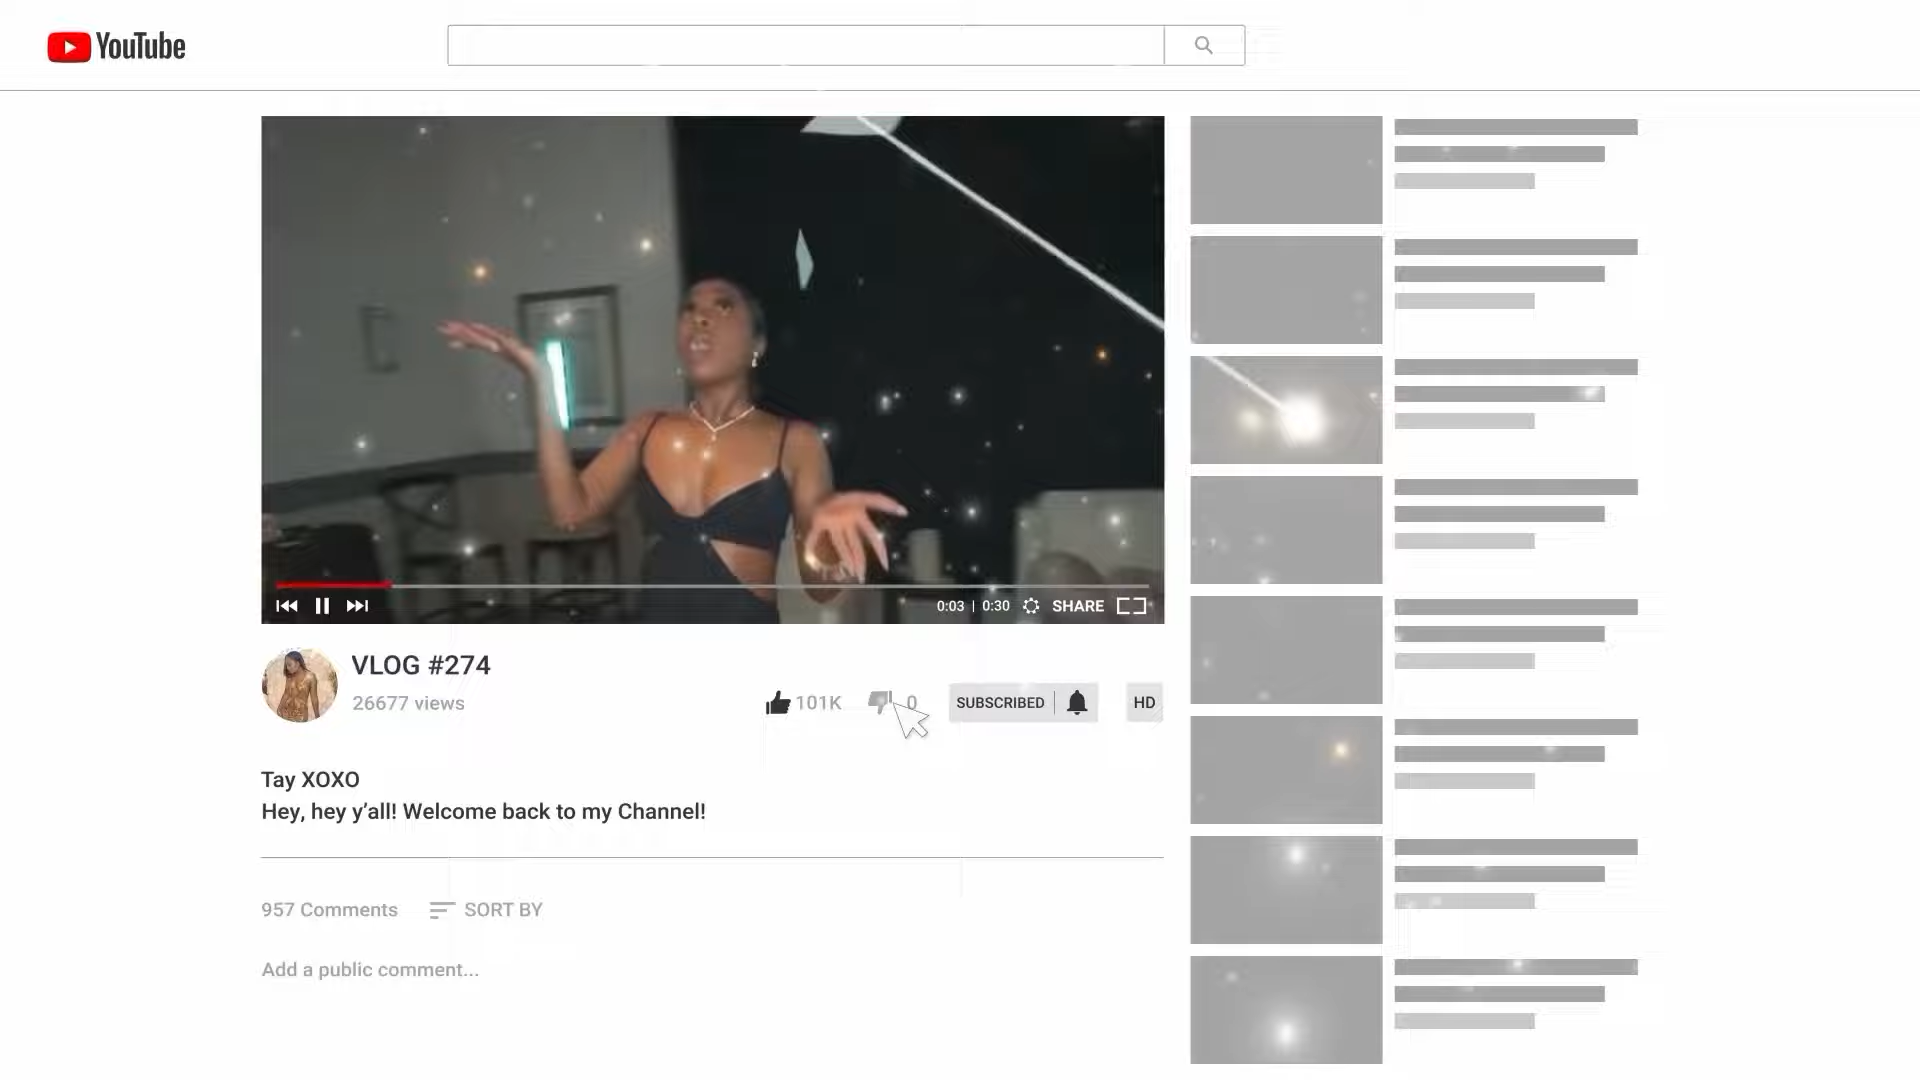 YouTube
0:03 | 0:30 SHARE
VLOG #274
26677 views
101K 0 SUBSCRIBED HD
Tay XOXO
Hey, hey y’all! Welcome back to my Channel!
957 Comments SORT BY
Add a public comment...